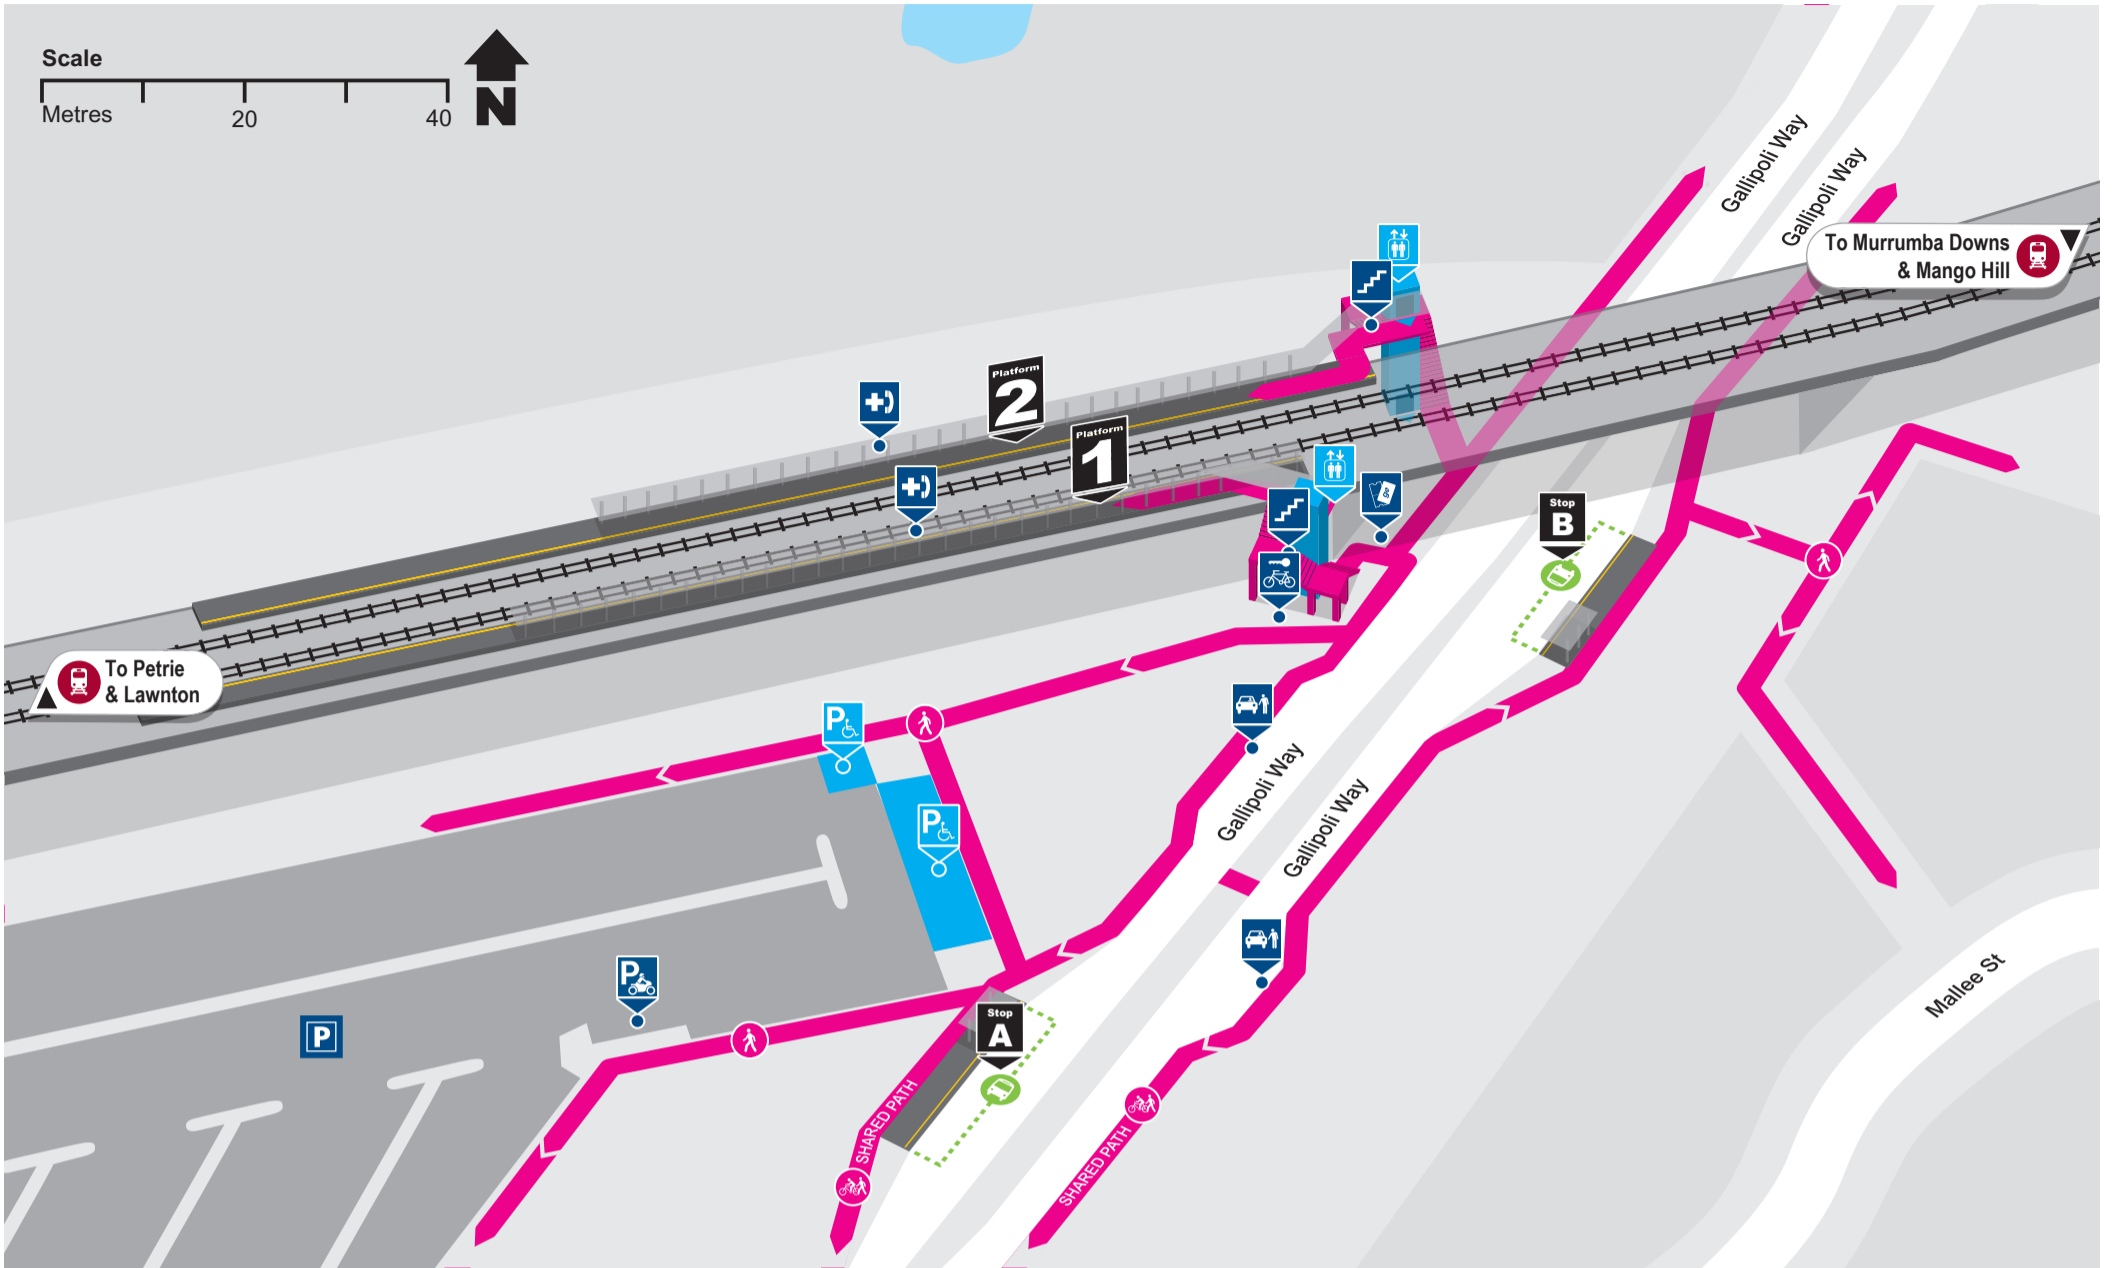 Scale
Metres
20
40
N
Gallipoli Way
Gallipoli Way
To Murrumba Downs
& Mango Hill
Platform
2
Platform
1
Stop
B
To Petrie
& Lawnton
P
P
Gallipoli Way
Gallipoli Way
P
P
Stop
A
Mallee St
SHARED PATH
SHARED PATH